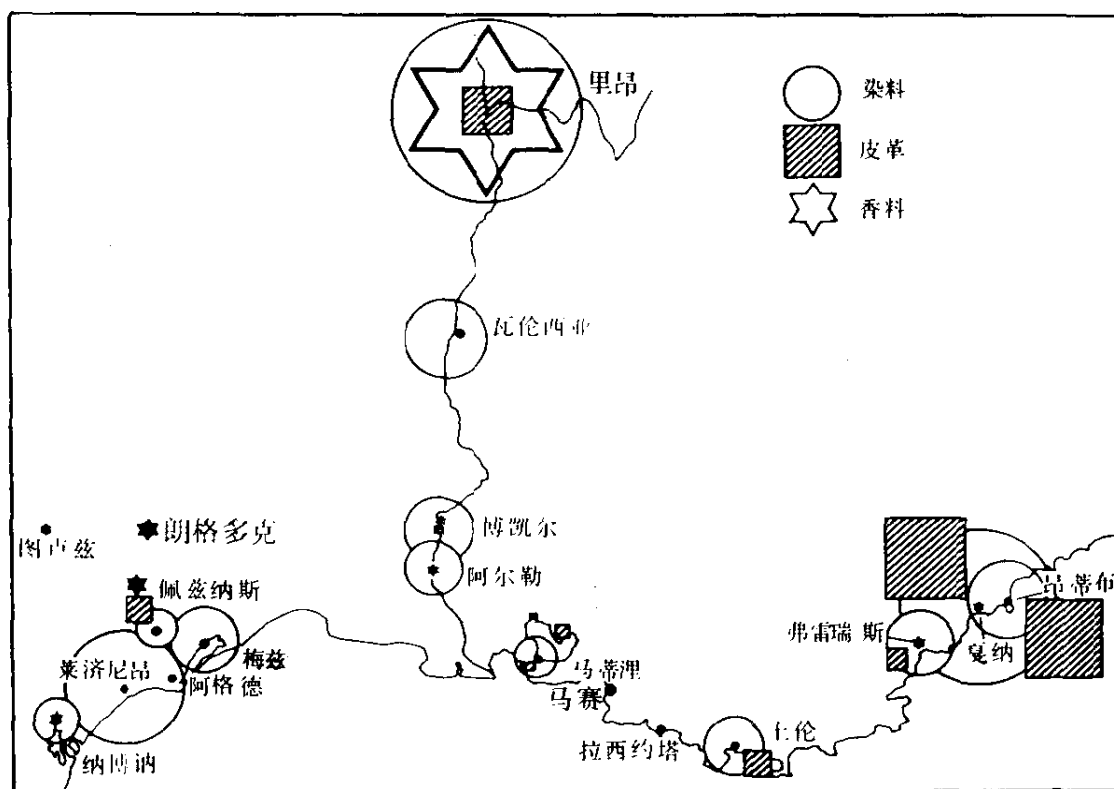 里昂
染料
皮革
香料
瓦伦西亚
博凯尔
阿尔勒
图卢兹
朗格多克
佩兹纳斯
莱济尼昂
阿格德
梅兹
纳博讷
马蒂浬
马赛
拉西约塔
土伦
弗雷瑞斯
戛纳
昂蒂布